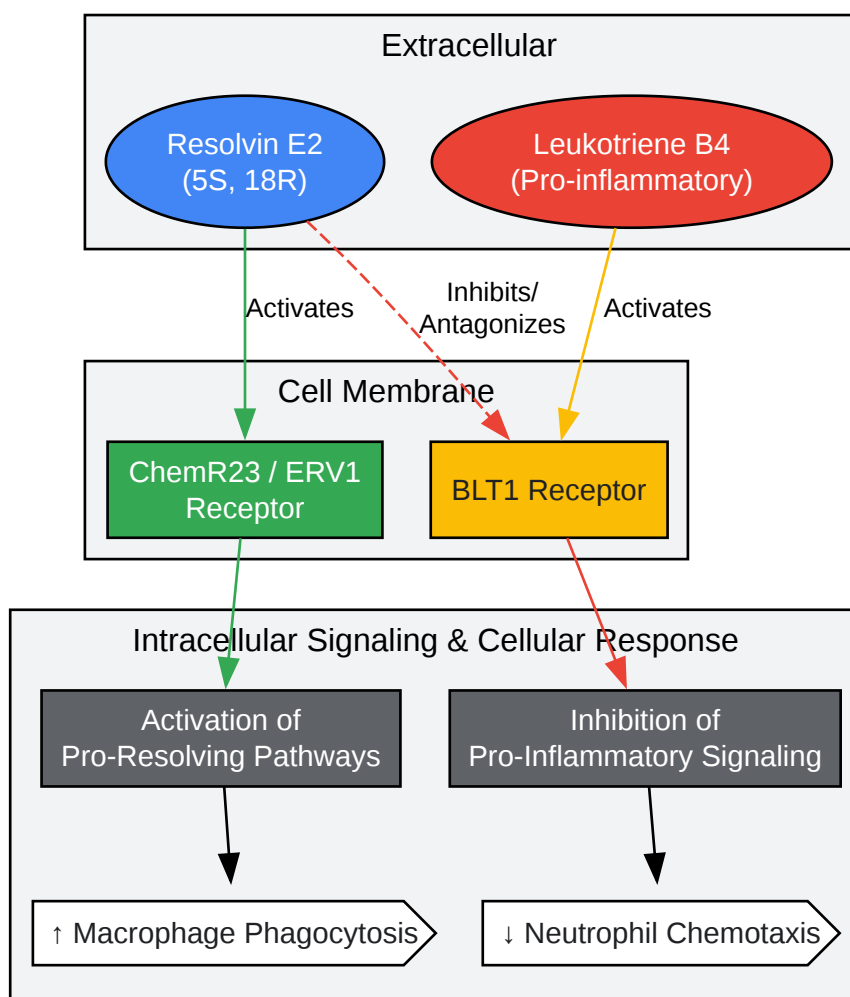 Extracellular
Resolvin E2
(5S, 18R)
Leukotriene B4
(Pro-inflammatory)
Activates
Inhibits/
Antagonizes
Activates
Cell Membrane
ChemR23 / ERV1
Receptor
BLT1 Receptor
Intracellular Signaling & Cellular Response
Activation of
Pro-Resolving Pathways
Inhibition of
Pro-Inflammatory Signaling
↑ Macrophage Phagocytosis
↓ Neutrophil Chemotaxis